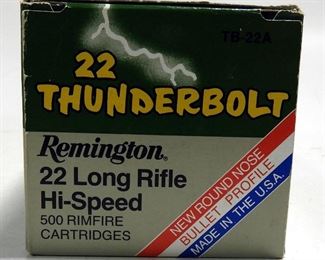 TB-22A
22
THUNDERBOLT
Remington®
22 Long Rifle
Hi-Speed
500 RIMFIRE
CARTRIDGES
NEW ROUND NOSE
BULLET PROFILE
MADE IN THE U.S.A.